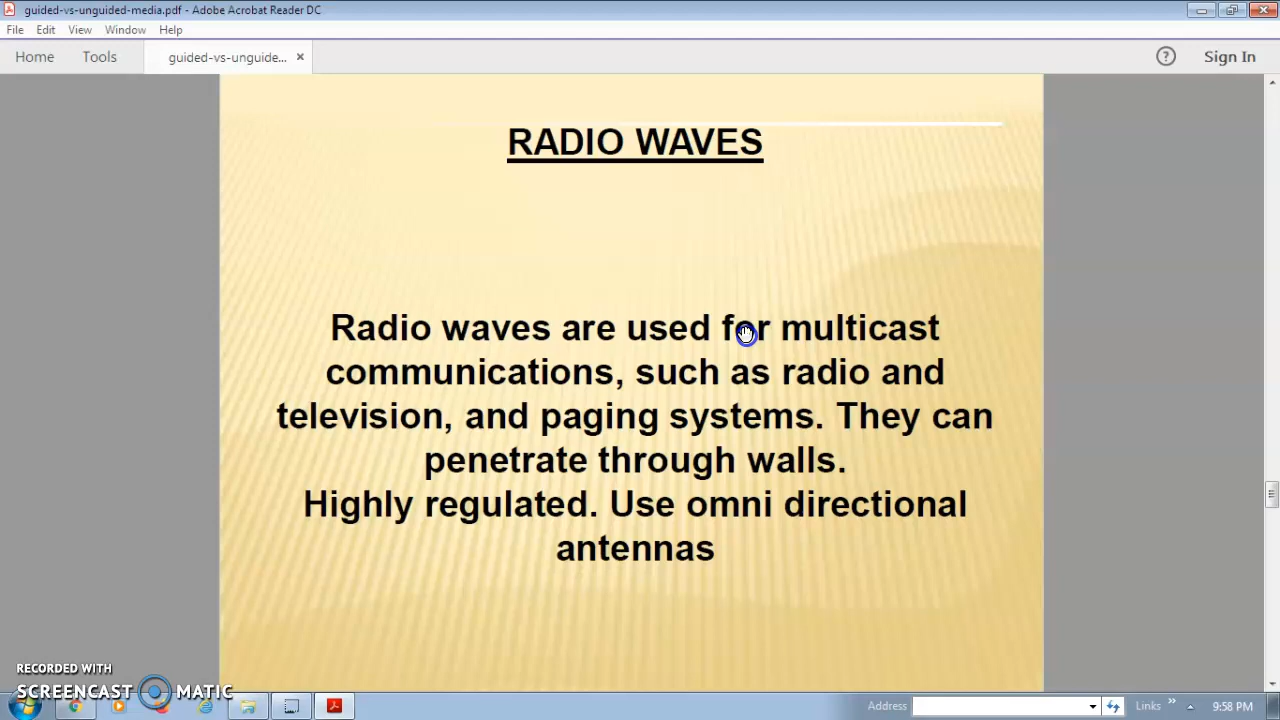 guided-vs-unguided-media.pdf - Adobe Acrobat Reader DC
File Edit View Window Help
Home Tools guided-vs-unguide... × ? Sign In
RADIO WAVES
Radio waves are used for multicast
communications, such as radio and
television, and paging systems. They can
penetrate through walls.
Highly regulated. Use omni directional
antennas
RECORDED WITH
SCREENCAST MATIC
Address Links » 9:58 PM